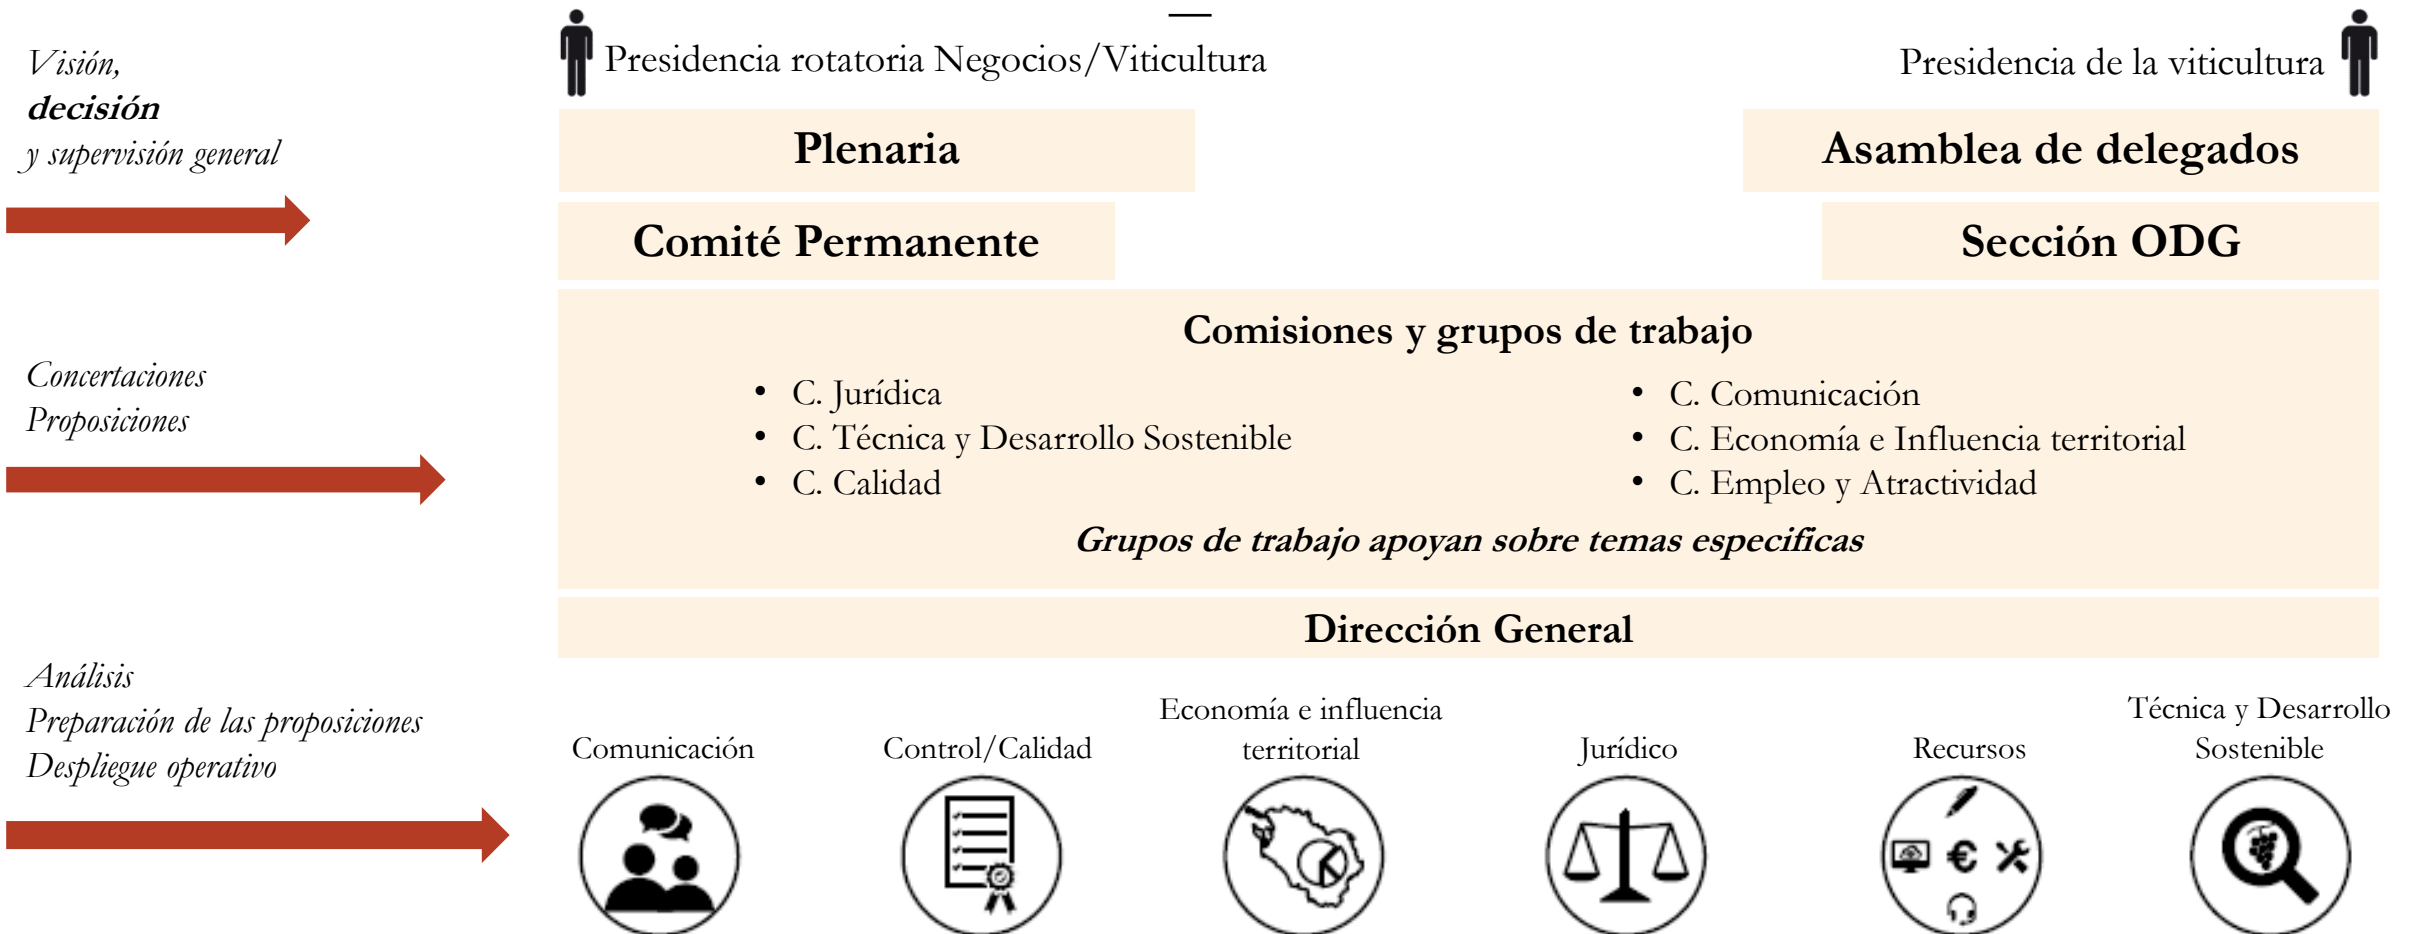 Visión,
decisión
y supervisión general
Presidencia rotatoria Negocios/Viticultura
Presidencia de la viticultura
Plenaria
Asamblea de delegados
Comité Permanente
Sección ODG
Concertaciones
Proposiciones
Comisiones y grupos de trabajo
• C. Jurídica
• C. Técnica y Desarrollo Sostenible
• C. Calidad
• C. Comunicación
• C. Economía e Influencia territorial
• C. Empleo y Atractividad
Grupos de trabajo apoyan sobre temas especificas
Dirección General
Análisis
Preparación de las proposiciones
Despliegue operativo
Comunicación
Control/Calidad
Economía e influencia
territorial
Jurídico
Recursos
Técnica y Desarrollo
Sostenible
€